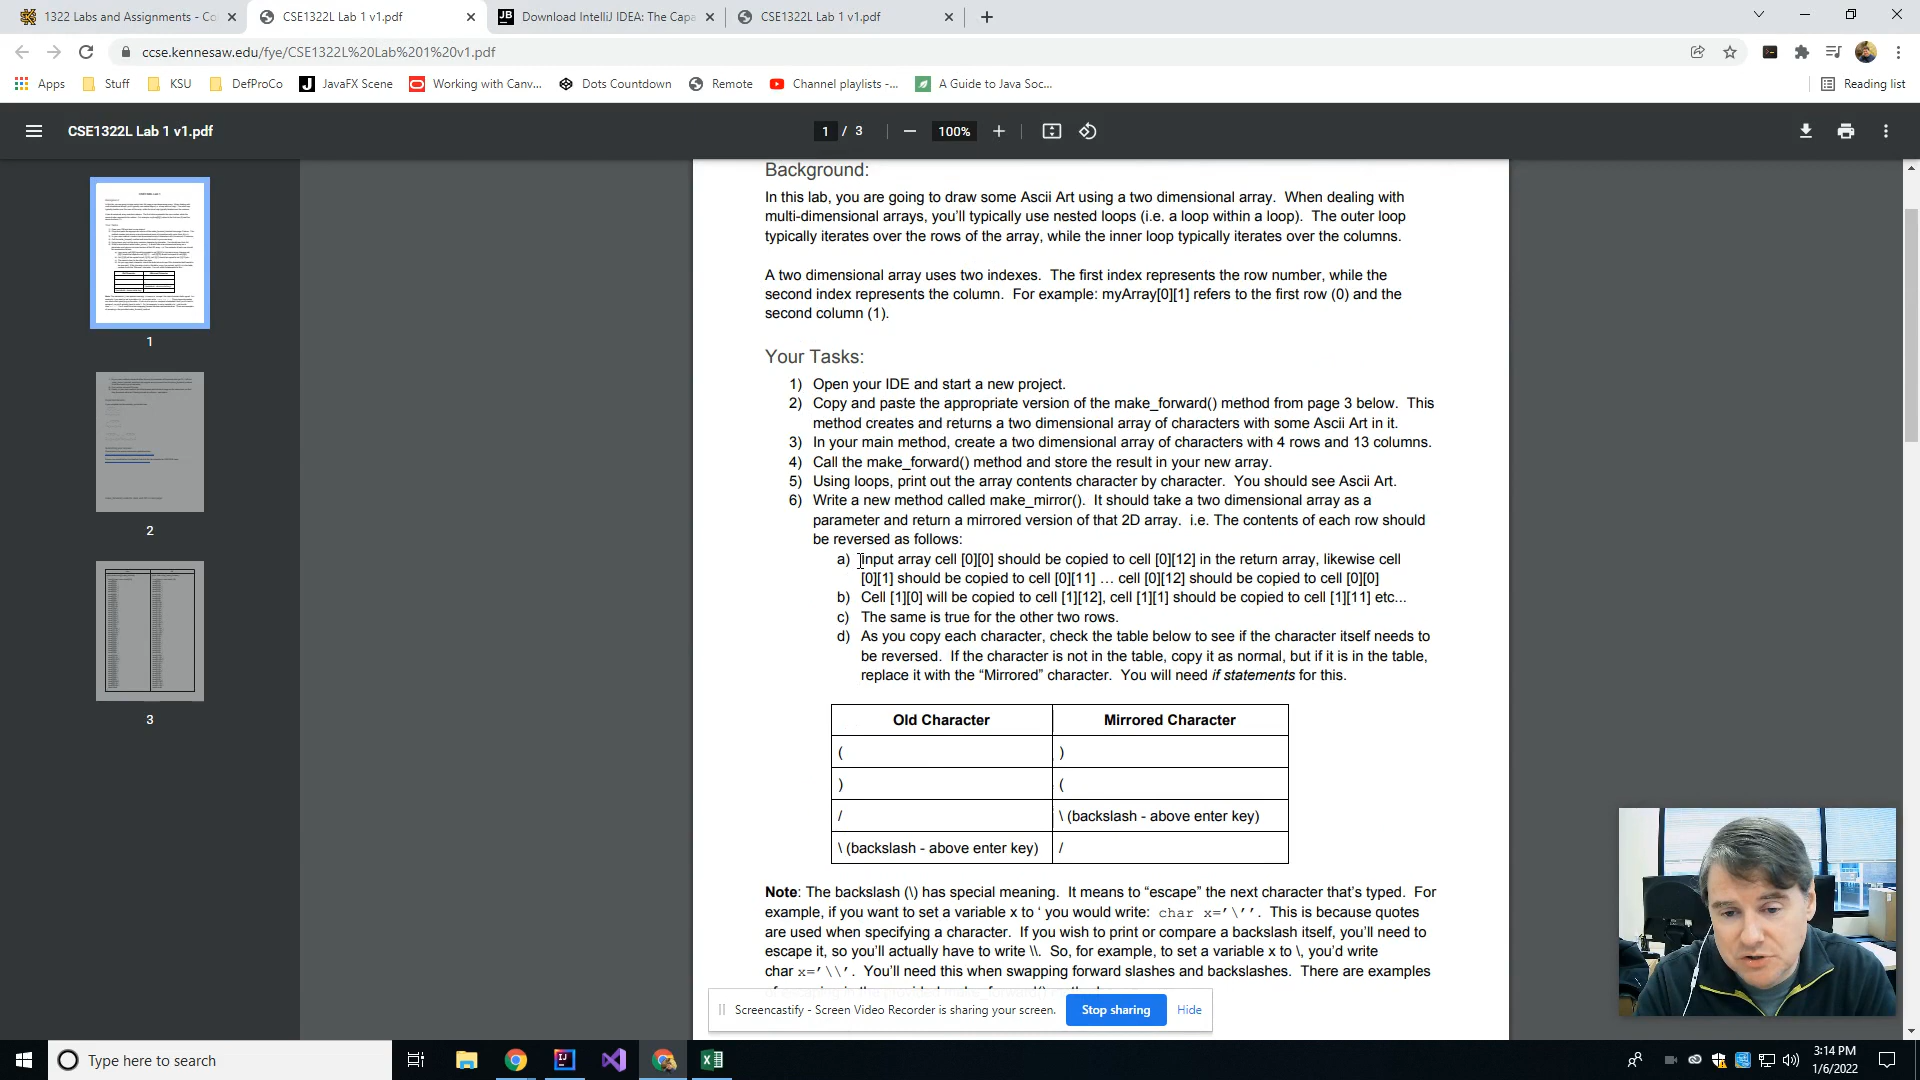 1322 Labs and Assignments - Co
CSE1322L Lab 1 v1.pdf
Download IntelliJ IDEA: The Capa
CSE1322L Lab 1 v1.pdf
ccse.kennesaw.edu/fye/CSE1322L%20Lab%201%20v1.pdf
Apps Stuff KSU DefProCo JavaFX Scene Working with Canv... Dots Countdown Remote Channel playlists -... A Guide to Java Soc... Reading list
CSE1322L Lab 1 v1.pdf 1 / 3 100%
Background:
In this lab, you are going to draw some Ascii Art using a two dimensional array. When dealing with
multi-dimensional arrays, you'll typically use nested loops (i.e. a loop within a loop). The outer loop
typically iterates over the rows of the array, while the inner loop typically iterates over the columns.
A two dimensional array uses two indexes. The first index represents the row number, while the
second index represents the column. For example: myArray[0][1] refers to the first row (0) and the
second column (1).
Your Tasks:
1) Open your IDE and start a new project.
2) Copy and paste the appropriate version of the make_forward() method from page 3 below. This
method creates and returns a two dimensional array of characters with some Ascii Art in it.
3) In your main method, create a two dimensional array of characters with 4 rows and 13 columns.
4) Call the make_forward() method and store the result in your new array.
5) Using loops, print out the array contents character by character. You should see Ascii Art.
6) Write a new method called make_mirror(). It should take a two dimensional array as a
parameter and return a mirrored version of that 2D array. i.e. The contents of each row should
be reversed as follows:
a) Input array cell [0][0] should be copied to cell [0][12] in the return array, likewise cell
[0][1] should be copied to cell [0][11] … cell [0][12] should be copied to cell [0][0]
b) Cell [1][0] will be copied to cell [1][12], cell [1][1] should be copied to cell [1][11] etc...
c) The same is true for the other two rows.
d) As you copy each character, check the table below to see if the character itself needs to
be reversed. If the character is not in the table, copy it as normal, but if it is in the table,
replace it with the “Mirrored” character. You will need if statements for this.
Old Character Mirrored Character
( )
) (
/ \ (backslash - above enter key)
\ (backslash - above enter key) /
Note: The backslash (\) has special meaning. It means to “escape” the next character that's typed. For
example, if you want to set a variable x to ‘ you would write: char x=’\’’. This is because quotes
are used when specifying a character. If you wish to print or compare a backslash itself, you'll need to
escape it, so you'll actually have to write \\. So, for example, to set a variable x to \, you'd write
char x=’\\’. You'll need this when swapping forward slashes and backslashes. There are examples
1
2
3
Screencastify - Screen Video Recorder is sharing your screen. Stop sharing Hide
Type here to search
3:14 PM
1/6/2022